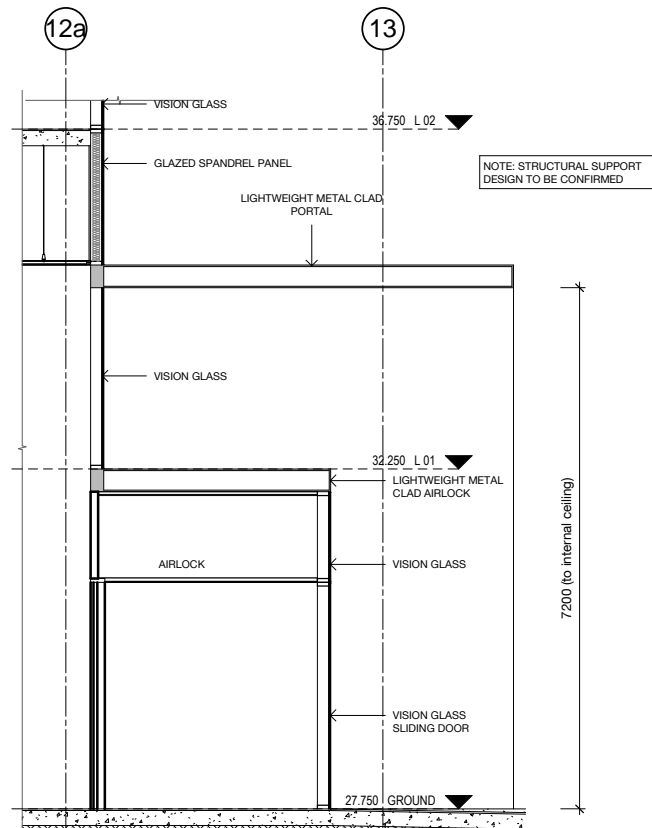 12a
13
VISION GLASS
36.750 L 02
GLAZED SPANDREL PANEL
NOTE: STRUCTURAL SUPPORT
DESIGN TO BE CONFIRMED
LIGHTWEIGHT METAL CLAD
PORTAL
VISION GLASS
32.250 L 01
LIGHTWEIGHT METAL
CLAD AIRLOCK
AIRLOCK
VISION GLASS
7200 (to internal ceiling)
VISION GLASS
SLIDING DOOR
27.750 GROUND